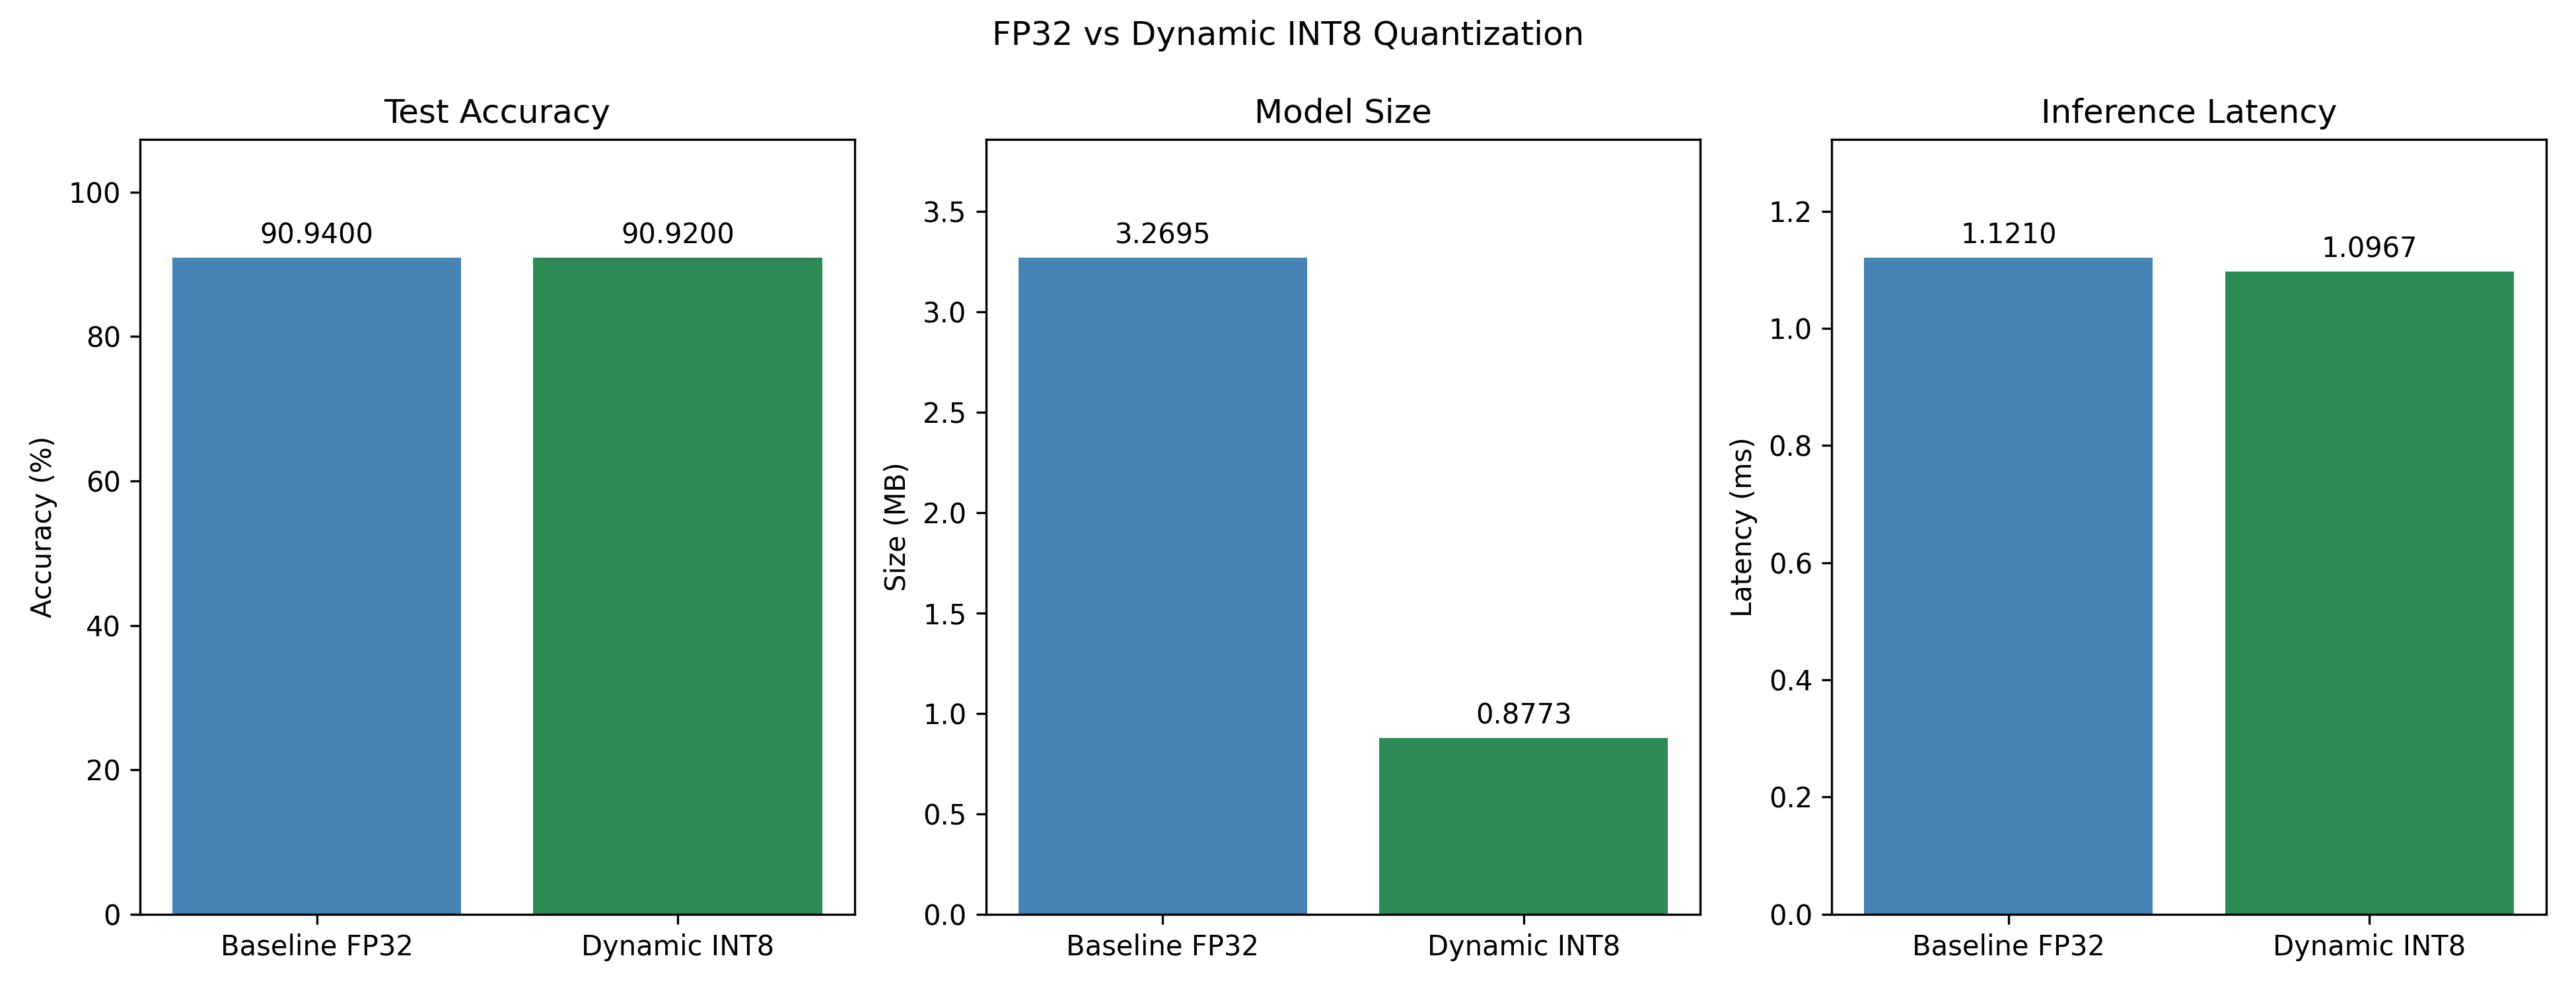 FP32 vs Dynamic INT8 Quantization
Test Accuracy
Accuracy (%)
100
80
60
40
20
0
90.9400
90.9200
Baseline FP32
Dynamic INT8
Model Size
Size (MB)
3.5
3.0
2.5
2.0
1.5
1.0
0.5
0.0
3.2695
0.8773
Baseline FP32
Dynamic INT8
Inference Latency
Latency (ms)
1.2
1.0
0.8
0.6
0.4
0.2
0.0
1.1210
1.0967
Baseline FP32
Dynamic INT8